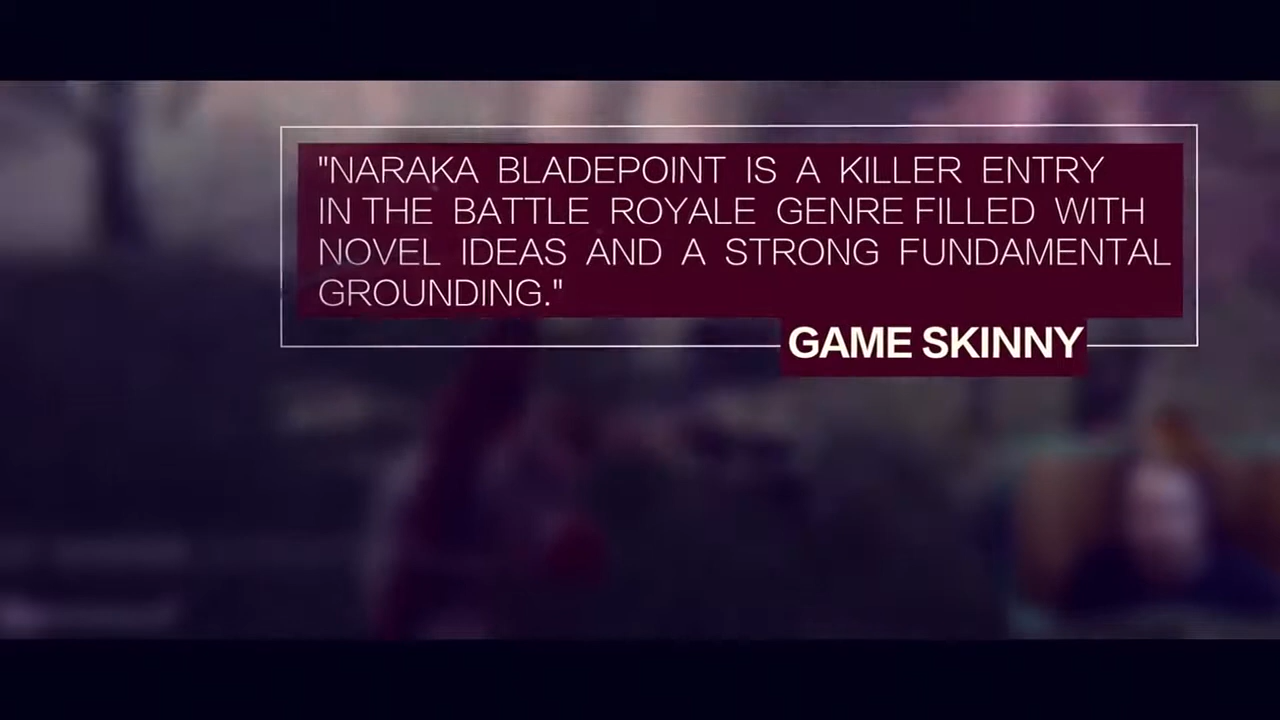 "NARAKA BLADEPOINT IS A KILLER ENTRY
IN THE BATTLE ROYALE GENRE FILLED WITH
NOVEL IDEAS AND A STRONG FUNDAMENTAL
GROUNDING."
GAME SKINNY